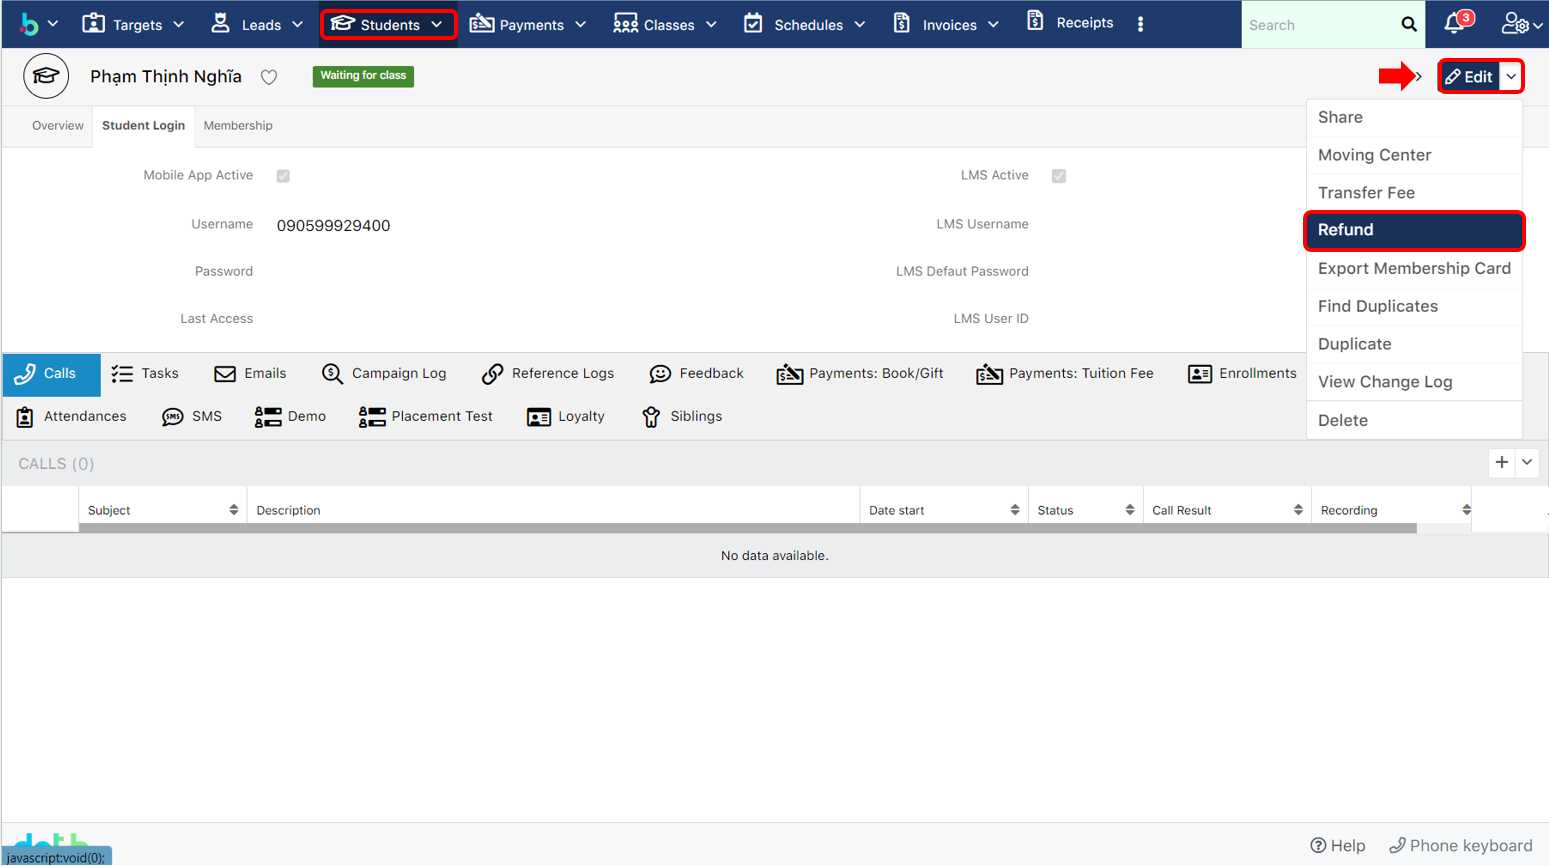 Targets Leads Students Payments Classes Schedules Invoices Receipts Search 3
Phạm Thịnh Nghĩa Waiting for class Edit
Overview Student Login Membership
Share
Moving Center
Transfer Fee
Refund
Export Membership Card
Find Duplicates
Duplicate
View Change Log
Delete
Mobile App Active LMS Active
Username 090599929400 LMS Username
Password LMS Defaut Password
Last Access LMS User ID
Calls Tasks Emails Campaign Log Reference Logs Feedback Payments: Book/Gift Payments: Tuition Fee Enrollments
Attendances SMS Demo Placement Test Loyalty Siblings
CALLS (0)
Subject Description Date start Status Call Result Recording
No data available.
javascript:void(0);
Help Phone keyboard